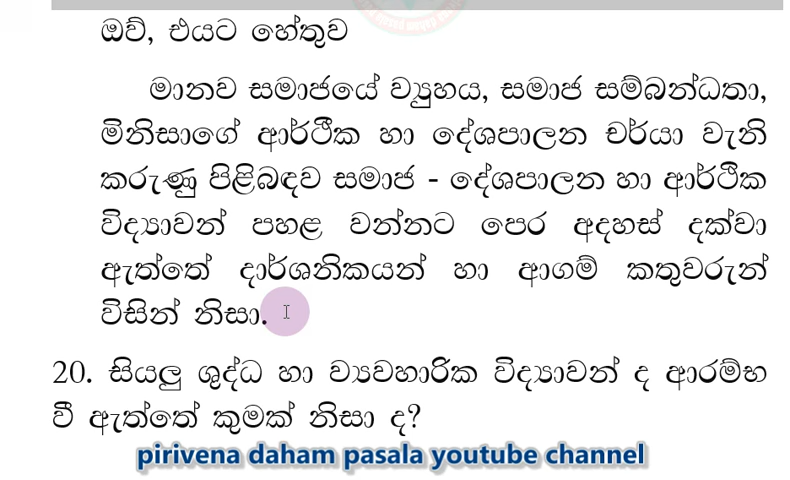 ඔව්, එයට හේතුව
මානව සමාජයේ ව්‍යුහය, සමාජ සම්බන්ධතා,
මිනිසාගේ ආර්ථික හා දේශපාලන චර්යා වැනි
කරුණු පිළිබඳව සමාජ - දේශපාලන හා ආර්ථික
විද්‍යාවන් පහළ වන්නට පෙර අදහස් දක්වා
ඇත්තේ දාර්ශනිකයන් හා ආගම් කතුවරුන්
විසින් නිසා.
20. සියලු ශුද්ධ හා ව්‍යවහාරික විද්‍යාවන් ද ආරම්භ
වී ඇත්තේ කුමක් නිසා ද?
pirivena daham pasala youtube channel